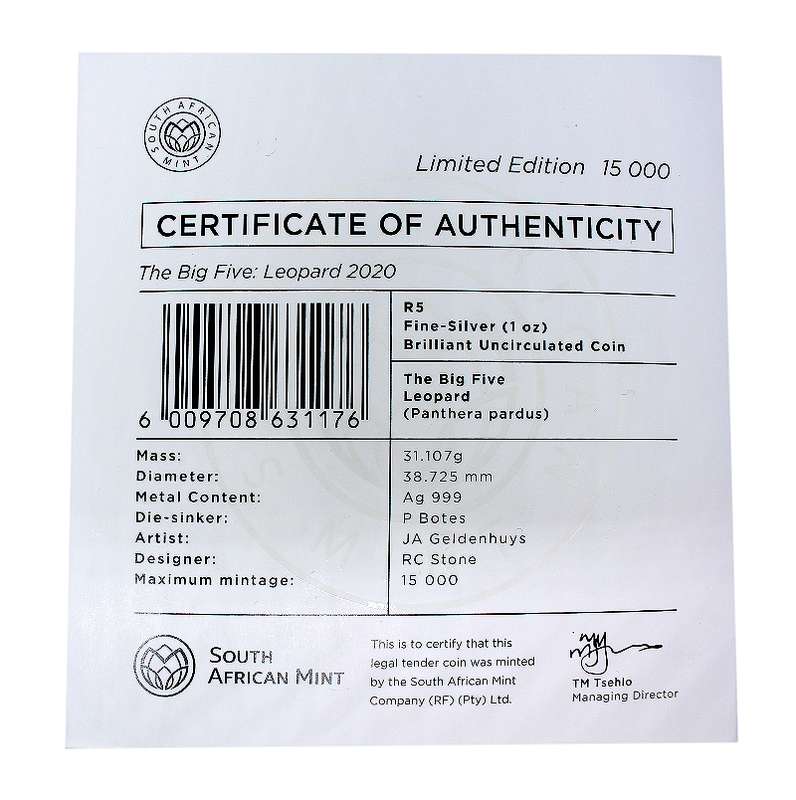 SOUTH AFRICAN MINT
Limited Edition 15 000
CERTIFICATE OF AUTHENTICITY
The Big Five: Leopard 2020
R5
Fine-Silver (1 oz)
Brilliant Uncirculated Coin
The Big Five
Leopard
(Panthera pardus)
6 009708 631176
Mass: 31.107g
Diameter: 38.725 mm
Metal Content: Ag 999
Die-sinker: P Botes
Artist: JA Geldenhuys
Designer: RC Stone
Maximum mintage: 15 000
SOUTH
AFRICAN MINT
This is to certify that this
legal tender coin was minted
by the South African Mint
Company (RF) (Pty) Ltd.
TM Tsehlo
Managing Director